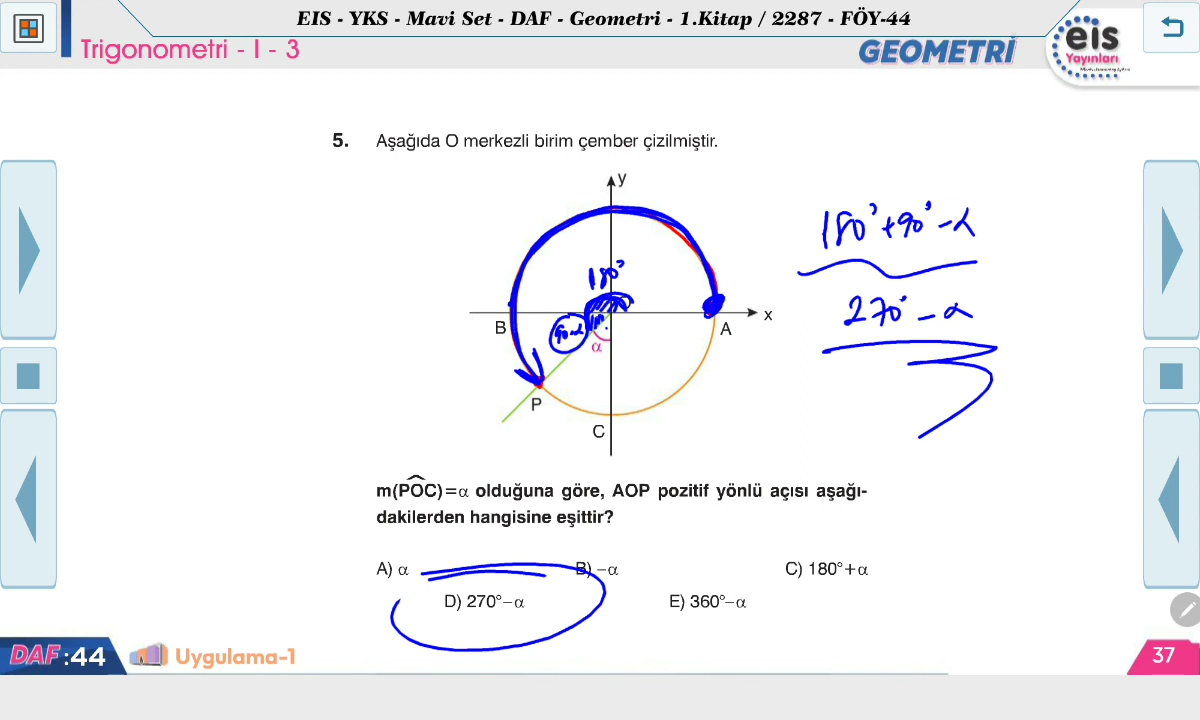 EIS - YKS - Mavi Set - DAF - Geometri - 1.Kitap / 2287 - FÖY-44
Trigonometri - I - 3
GEOMETRİ
eis
Yayınları
5. Aşağıda O merkezli birim çember çizilmiştir.
y
180°
x
B
A
90-α
α
P
C
180°+90°-α
270°-α
m(POC)=α olduğuna göre, AOP pozitif yönlü açısı aşağı-
dakilerden hangisine eşittir?
A) α B) -α C) 180°+α
D) 270°-α E) 360°-α
DAF:44 Uygulama-1 37